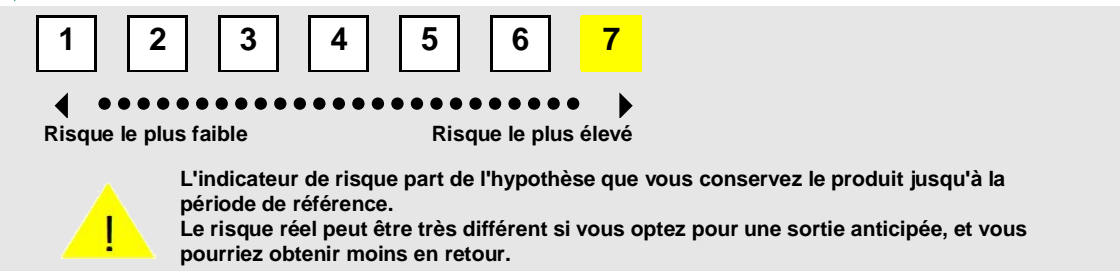 1 2 3 4 5 6 7
Risque le plus faible Risque le plus élevé
L'indicateur de risque part de l'hypothèse que vous conservez le produit jusqu'à la
période de référence.
Le risque réel peut être très différent si vous optez pour une sortie anticipée, et vous
pourriez obtenir moins en retour.
!